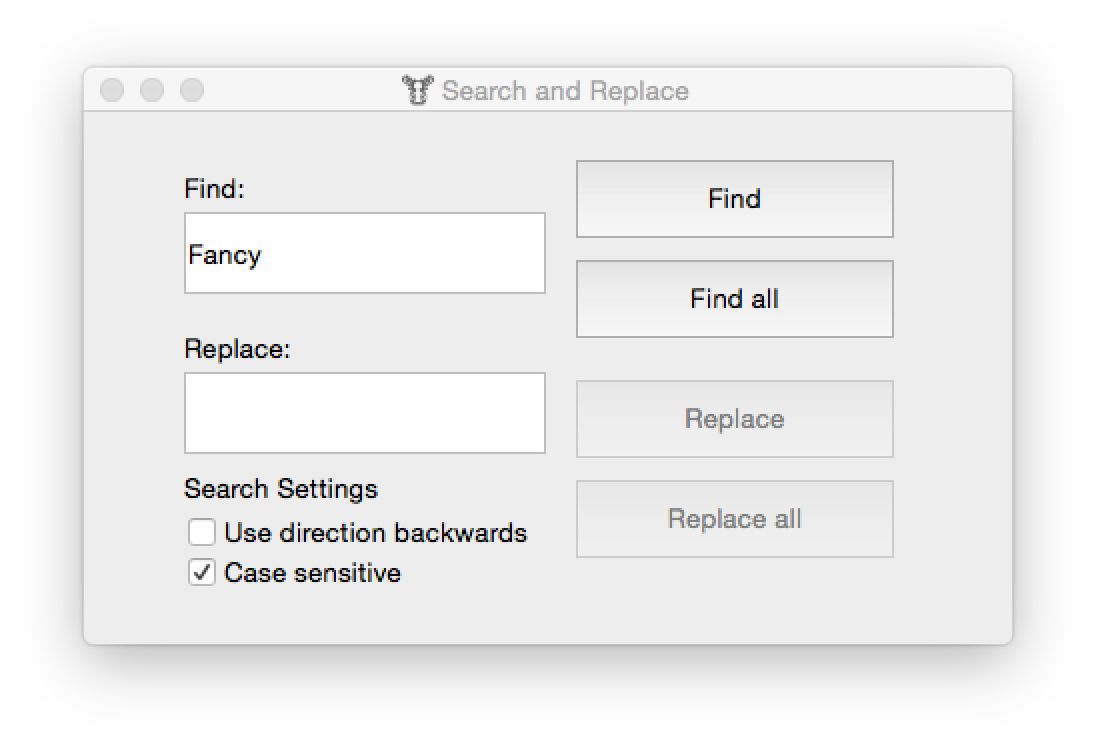 Search and Replace
Find:
Fancy
Find
Find all
Replace:
Replace
Replace all
Search Settings
Use direction backwards
Case sensitive